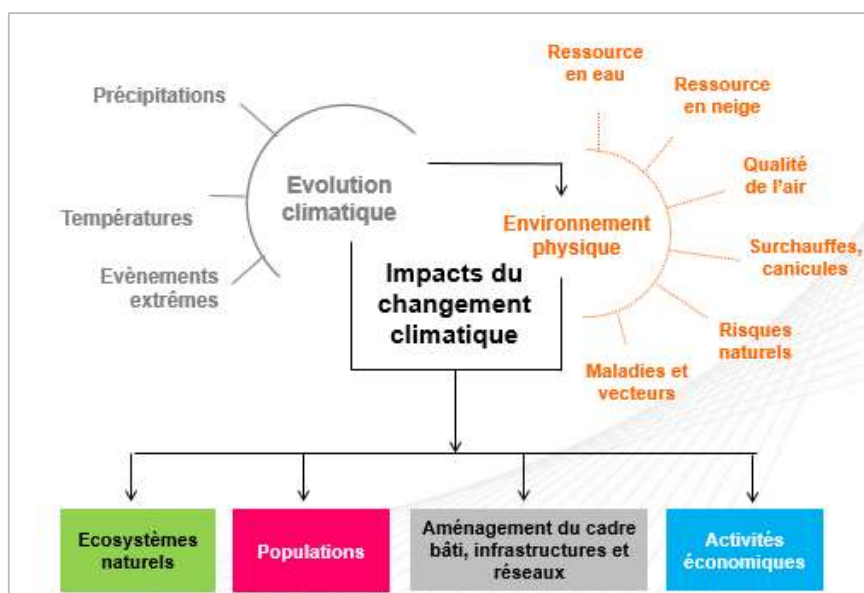 Précipitations
Températures
Evènements
extrêmes
Evolution
climatique
Ressource
en eau
Ressource
en neige
Qualité
de l'air
Surchauffes,
canicules
Risques
naturels
Maladies et
vecteurs
Environnement
physique
Impacts du
changement
climatique
Ecosystèmes
naturels
Populations
Aménagement du cadre
bâti, infrastructures et
réseaux
Activités
économiques